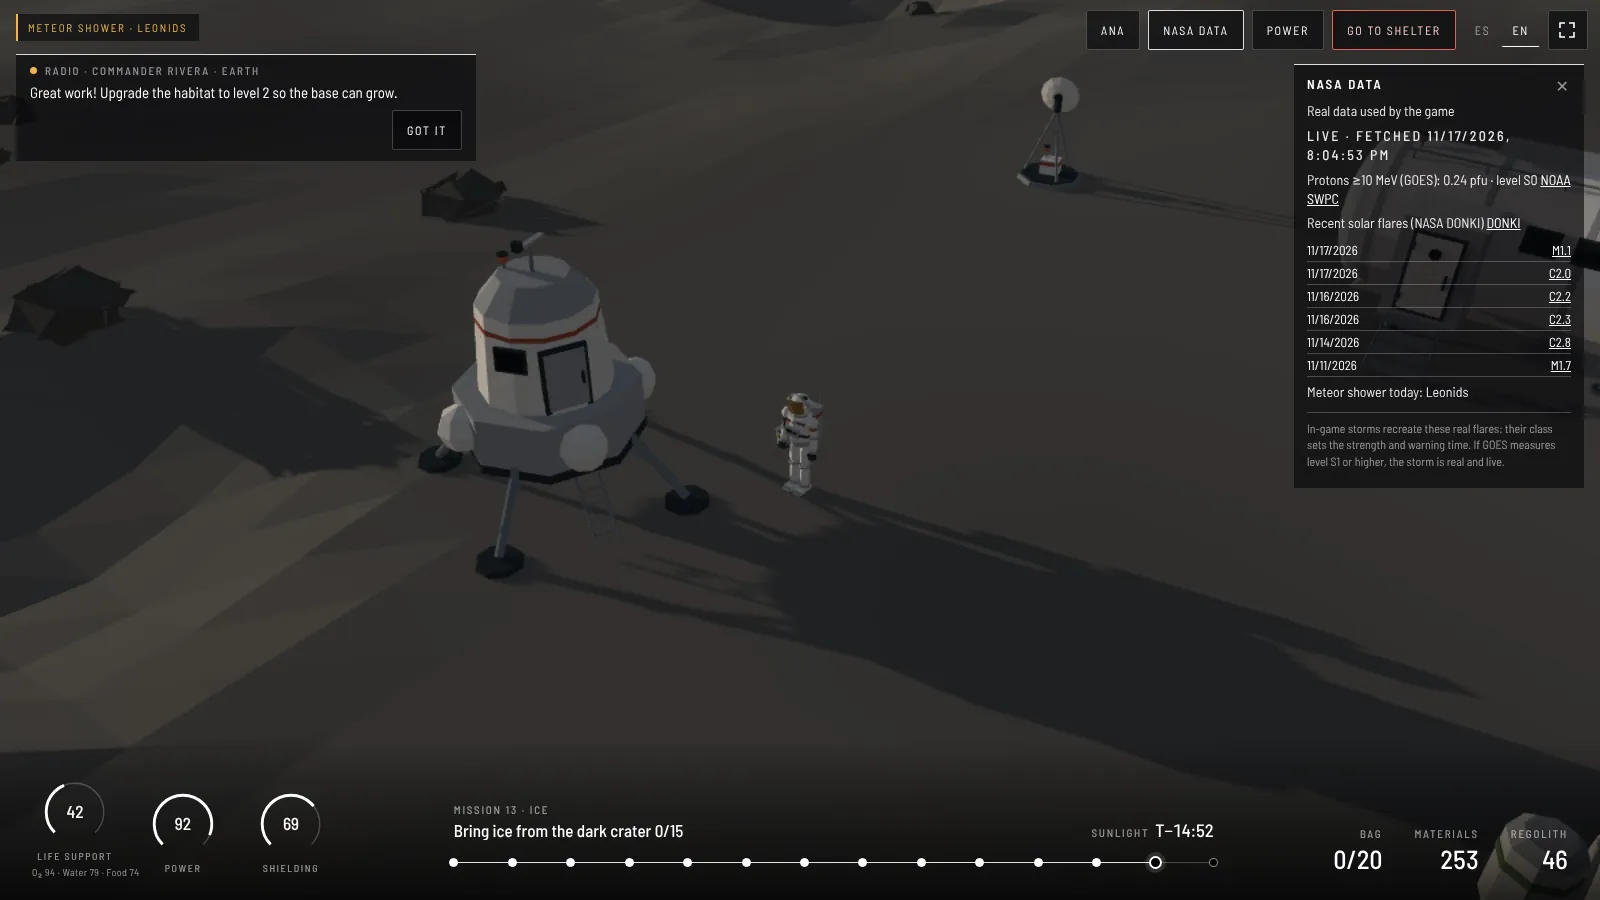 METEOR SHOWER · LEONIDS
ANA
NASA DATA
POWER
GO TO SHELTER
ES
EN
RADIO · COMMANDER RIVERA · EARTH
Great work! Upgrade the habitat to level 2 so the base can grow.
GOT IT
NASA DATA
Real data used by the game
LIVE · FETCHED 11/17/2026,
8:04:53 PM
Protons ≥10 MeV (GOES): 0.24 pfu · level S0 NOAA
SWPC
Recent solar flares (NASA DONKI) DONKI
11/17/2026 M1.1
11/17/2026 C2.0
11/16/2026 C2.2
11/16/2026 C2.3
11/14/2026 C2.8
11/11/2026 M1.7
Meteor shower today: Leonids
In-game storms recreate these real flares: their class
sets the strength and warning time. If GOES measures
level S1 or higher, the storm is real and live.
42
LIFE SUPPORT
O₂ 94 · Water 79 · Food 74
92
POWER
69
SHIELDING
MISSION 13 · ICE
Bring ice from the dark crater 0/15
SUNLIGHT T−14:52
BAG
0/20
MATERIALS
253
REGOLITH
46